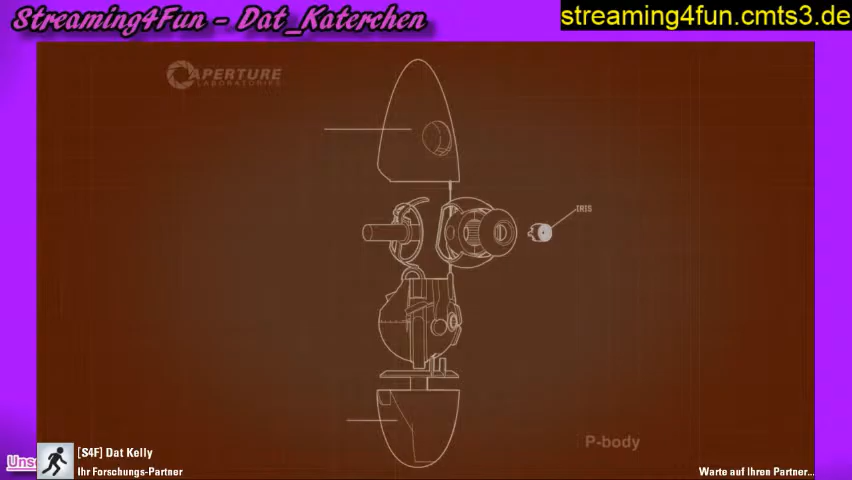 Streaming4Fun - Dat_Katerchen
streaming4fun.cmts3.de
APERTURE
LABORATORIES
IRIS
P-body
[S4F] Dat Kelly
Ihr Forschungs-Partner
Warte auf Ihren Partner...